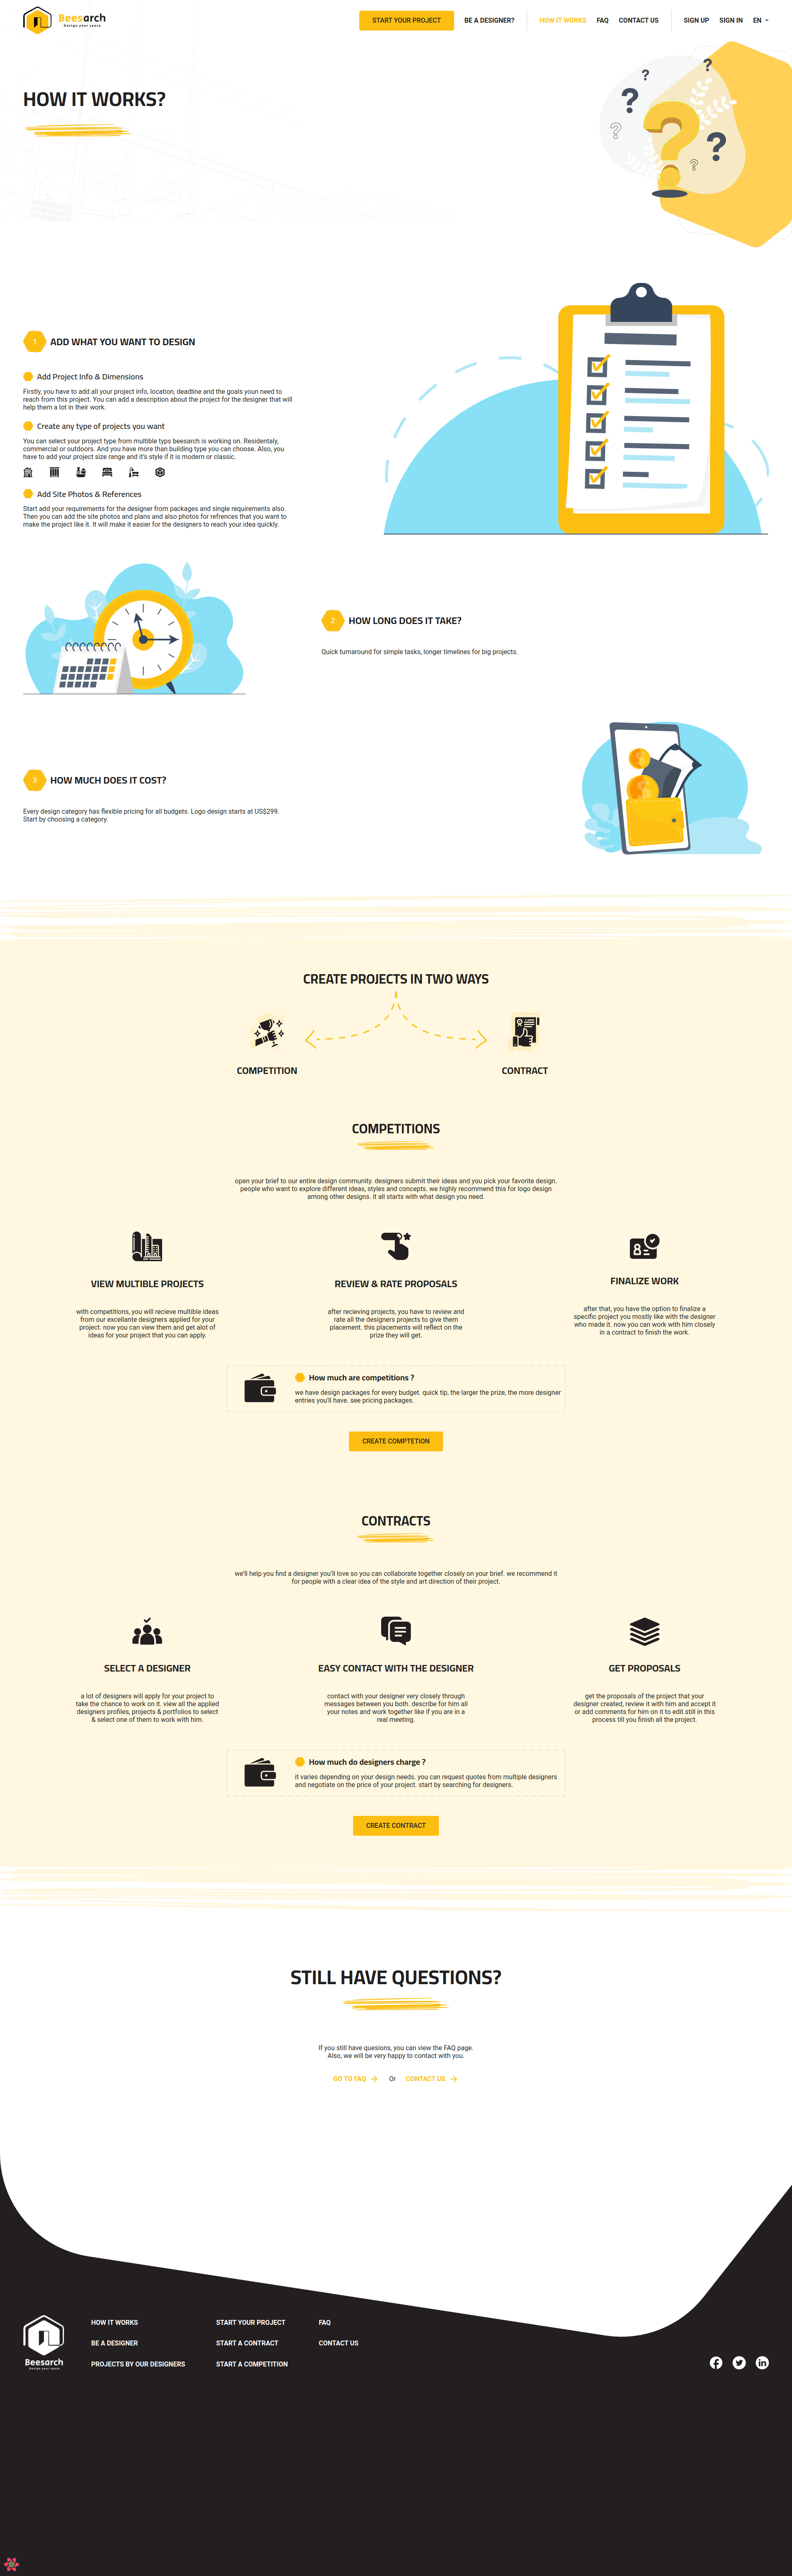 Beesarch
Design your space
START YOUR PROJECT
BE A DESIGNER?
HOW IT WORKS
FAQ
CONTACT US
SIGN UP
SIGN IN
EN
HOW IT WORKS?
1
ADD WHAT YOU WANT TO DESIGN
Add Project Info & Dimensions
Firstly, you have to add all your project info, location, deadline and the goals youn need to
reach from this project. You can add a description about the project for the designer that will
help them a lot in their work.
Create any type of projects you want
You can select your project type from multible typs beesarch is working on. Residentaly,
commercial or outdoors. And you have more than building type you can choose. Also, you
have to add your project size range and it's style if it is modern or classic.
Add Site Photos & References
Start add your requirements for the designer from packages and single requirements also.
Then you can add the site photos and plans and also photos for refrences that you want to
make the project like it. It will make it easier for the designers to reach your idea quickly.
2
HOW LONG DOES IT TAKE?
Quick turnaround for simple tasks, longer timelines for big projects.
3
HOW MUCH DOES IT COST?
Every design category has flexible pricing for all budgets. Logo design starts at US$299.
Start by choosing a category.
CREATE PROJECTS IN TWO WAYS
COMPETITION
CONTRACT
COMPETITIONS
open your brief to our entire design community. designers submit their ideas and you pick your favorite design.
people who want to explore different ideas, styles and concepts. we highly recommend this for logo design
among other designs. it all starts with what design you need.
VIEW MULTIBLE PROJECTS
with competitions, you will recieve multible ideas
from our excellante designers applied for your
project. now you can view them and get alot of
ideas for your project that you can apply.
REVIEW & RATE PROPOSALS
after recieving projects, you have to review and
rate all the designers projects to give them
placement. this placements will reflect on the
prize they will get.
FINALIZE WORK
after that, you have the option to finalize a
specific project you mostly like with the designer
who made it. now you can work with him closely
in a contract to finish the work.
How much are competitions ?
we have design packages for every budget. quick tip, the larger the prize, the more designer
entries you'll have. see pricing packages.
CREATE COMPTETION
CONTRACTS
we'll help you find a designer you'll love so you can collaborate together closely on your brief. we recommend it
for people with a clear idea of the style and art direction of their project.
SELECT A DESIGNER
a lot of designers will apply for your project to
take the chance to work on it. view all the applied
designers profiles, projects & portfolios to select
& select one of them to work with him.
EASY CONTACT WITH THE DESIGNER
contact with your designer very closely through
messages between you both. describe for him all
your notes and work together like if you are in a
real meeting.
GET PROPOSALS
get the proposals of the project that your
designer created, review it with him and accept it
or add comments for him on it to edit.still in this
process till you finish all the project.
How much do designers charge ?
it varies depending on your design needs. you can request quotes from multiple designers
and negotiate on the price of your project. start by searching for designers.
CREATE CONTRACT
STILL HAVE QUESTIONS?
If you still have quesions, you can view the FAQ page.
Also, we will be very happy to contact with you.
GO TO FAQ
Or
CONTACT US
Beesarch
Design your space
HOW IT WORKS
BE A DESIGNER
PROJECTS BY OUR DESIGNERS
START YOUR PROJECT
START A CONTRACT
START A COMPETITION
FAQ
CONTACT US